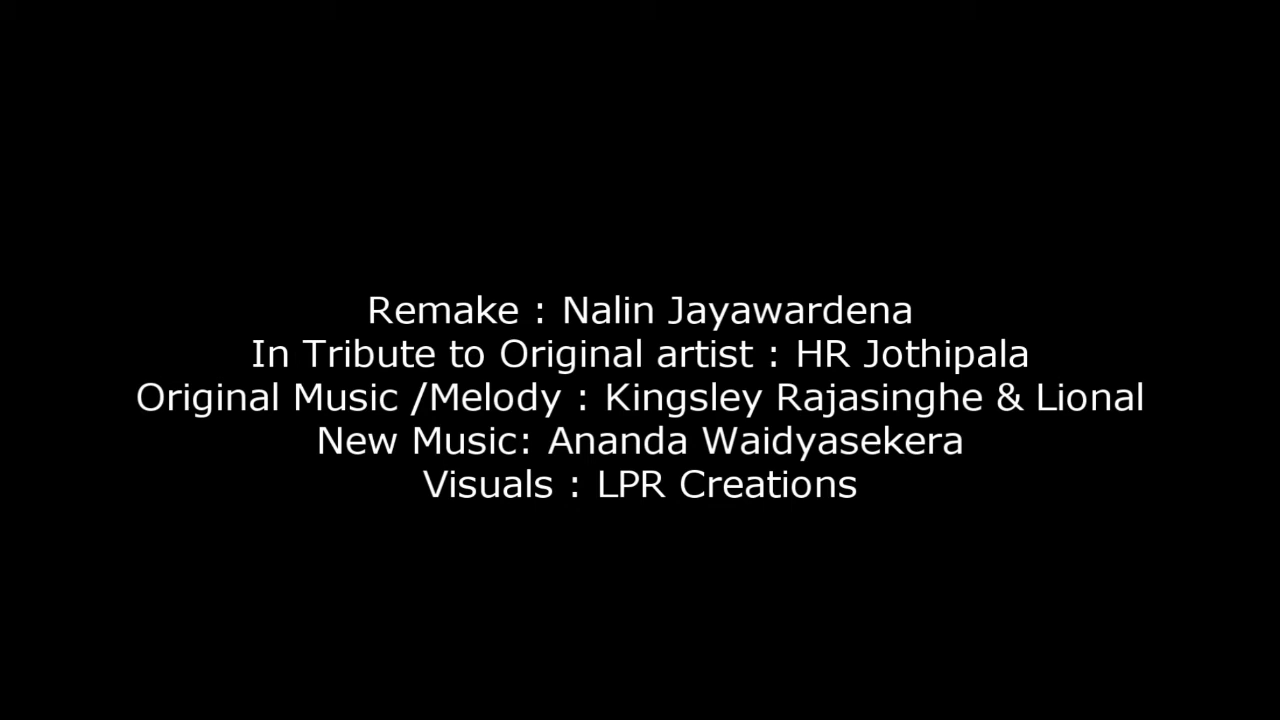 Remake : Nalin Jayawardena
In Tribute to Original artist : HR Jothipala
Original Music /Melody : Kingsley Rajasinghe & Lional
New Music: Ananda Waidyasekera
Visuals : LPR Creations